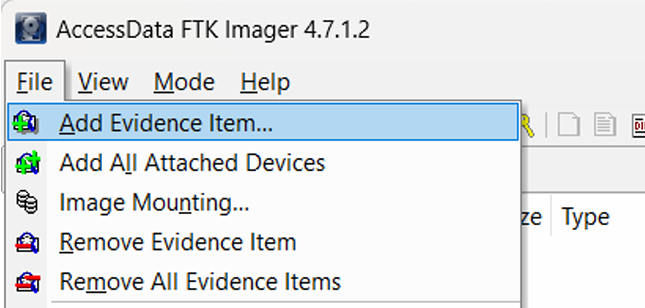 AccessData FTK Imager 4.7.1.2
File View Mode Help
Add Evidence Item...
Add All Attached Devices
Image Mounting...
ze Type
Remove Evidence Item
Remove All Evidence Items